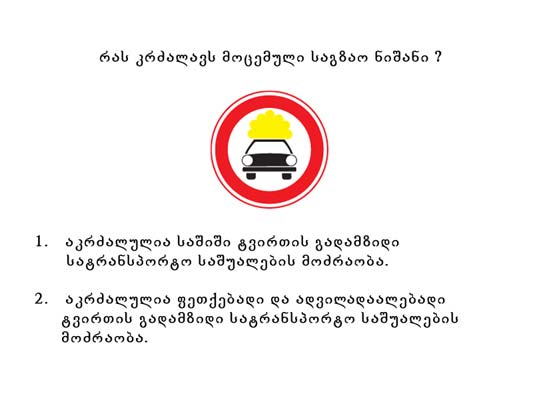 რას კრძალავს მოცემული საგზაო ნიშანი ?
1. აკრძალულია საშიში ტვირთის გადამზიდი
სატრანსპორტო საშუალების მოძრაობა.
2. აკრძალულია ფეთქებადი და ადვილადაალებადი
ტვირთის გადამზიდი სატრანსპორტო საშუალების
მოძრაობა.